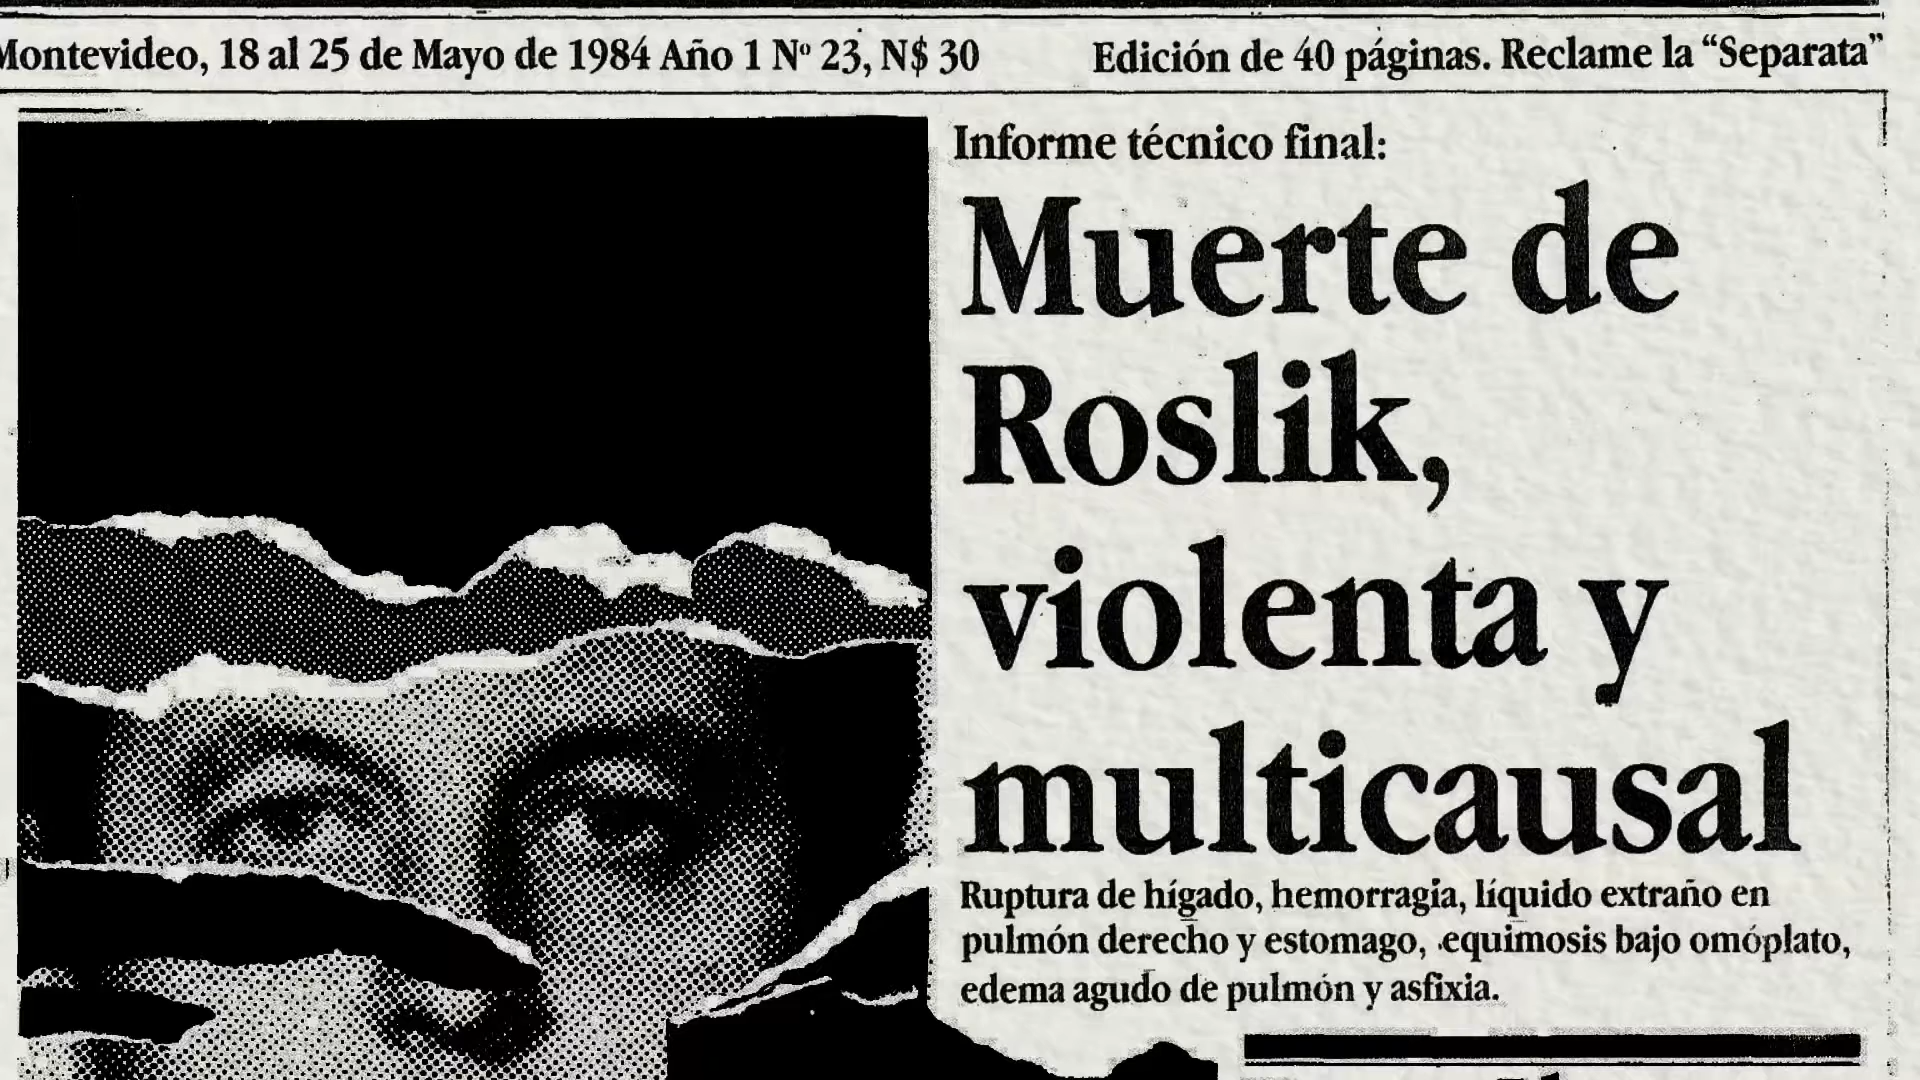 Montevideo, 18 al 25 de Mayo de 1984 Año 1 Nº 23, N$ 30
Edición de 40 páginas. Reclame la “Separata”
Informe técnico final:
Muerte de
Roslik,
violenta y
multicausal
Ruptura de hígado, hemorragia, líquido extraño en
pulmón derecho y estomago, equimosis bajo omóplato,
edema agudo de pulmón y asfixia.